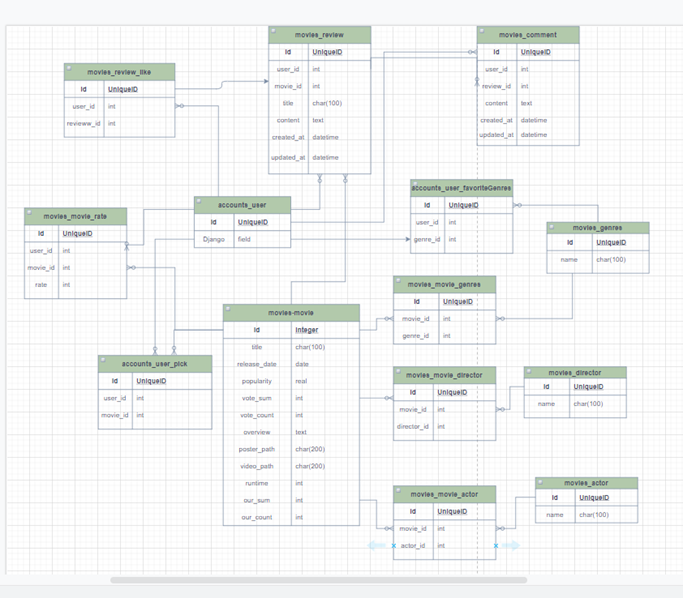 movies_review
Id UniqueID
user_id int
movie_id int
title char(100)
content text
created_at datetime
updated_at datetime
movies_comment
Id UniqueID
user_id int
review_id int
content text
created_at datetime
updated_at datetime
movies_review_like
Id UniqueID
user_id int
revieww_id int
accounts_user
Id UniqueID
Django field
accounts_user_favoriteGenres
Id UniqueID
user_id int
genre_id int
movies_movie_rate
Id UniqueID
user_id int
movie_id int
rate int
movies_genres
Id UniqueID
name char(100)
movies_movie_genres
Id UniqueID
movie_id int
genre_id int
movies-movie
Id Integer
title char(100)
release_date date
popularity real
vote_sum int
vote_count int
overview text
poster_path char(200)
video_path char(200)
runtime int
our_sum int
our_count int
accounts_user_pick
Id UniqueID
user_id int
movie_id int
movies_movie_director
Id UniqueID
movie_id int
director_id int
movies_director
Id UniqueID
name char(100)
movies_movie_actor
Id UniqueID
movie_id int
actor_id int
movies_actor
Id UniqueID
name char(100)